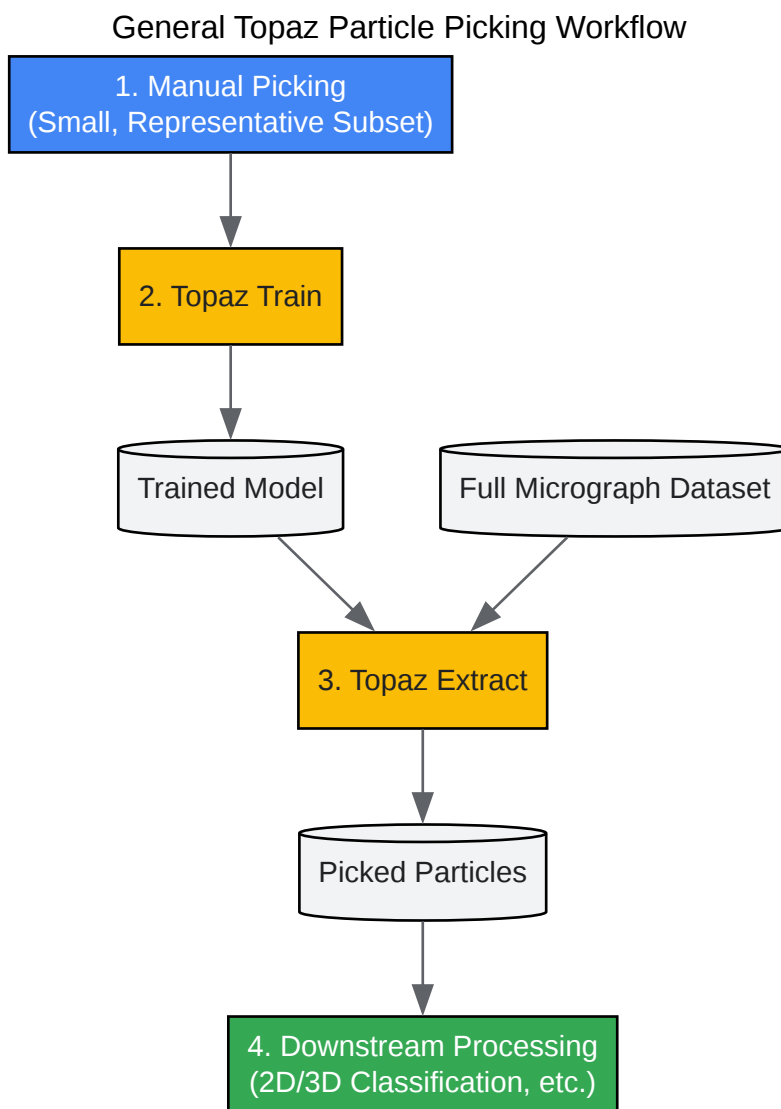 General Topaz Particle Picking Workflow
1. Manual Picking
(Small, Representative Subset)
2. Topaz Train
Trained Model
Full Micrograph Dataset
3. Topaz Extract
Picked Particles
4. Downstream Processing
(2D/3D Classification, etc.)